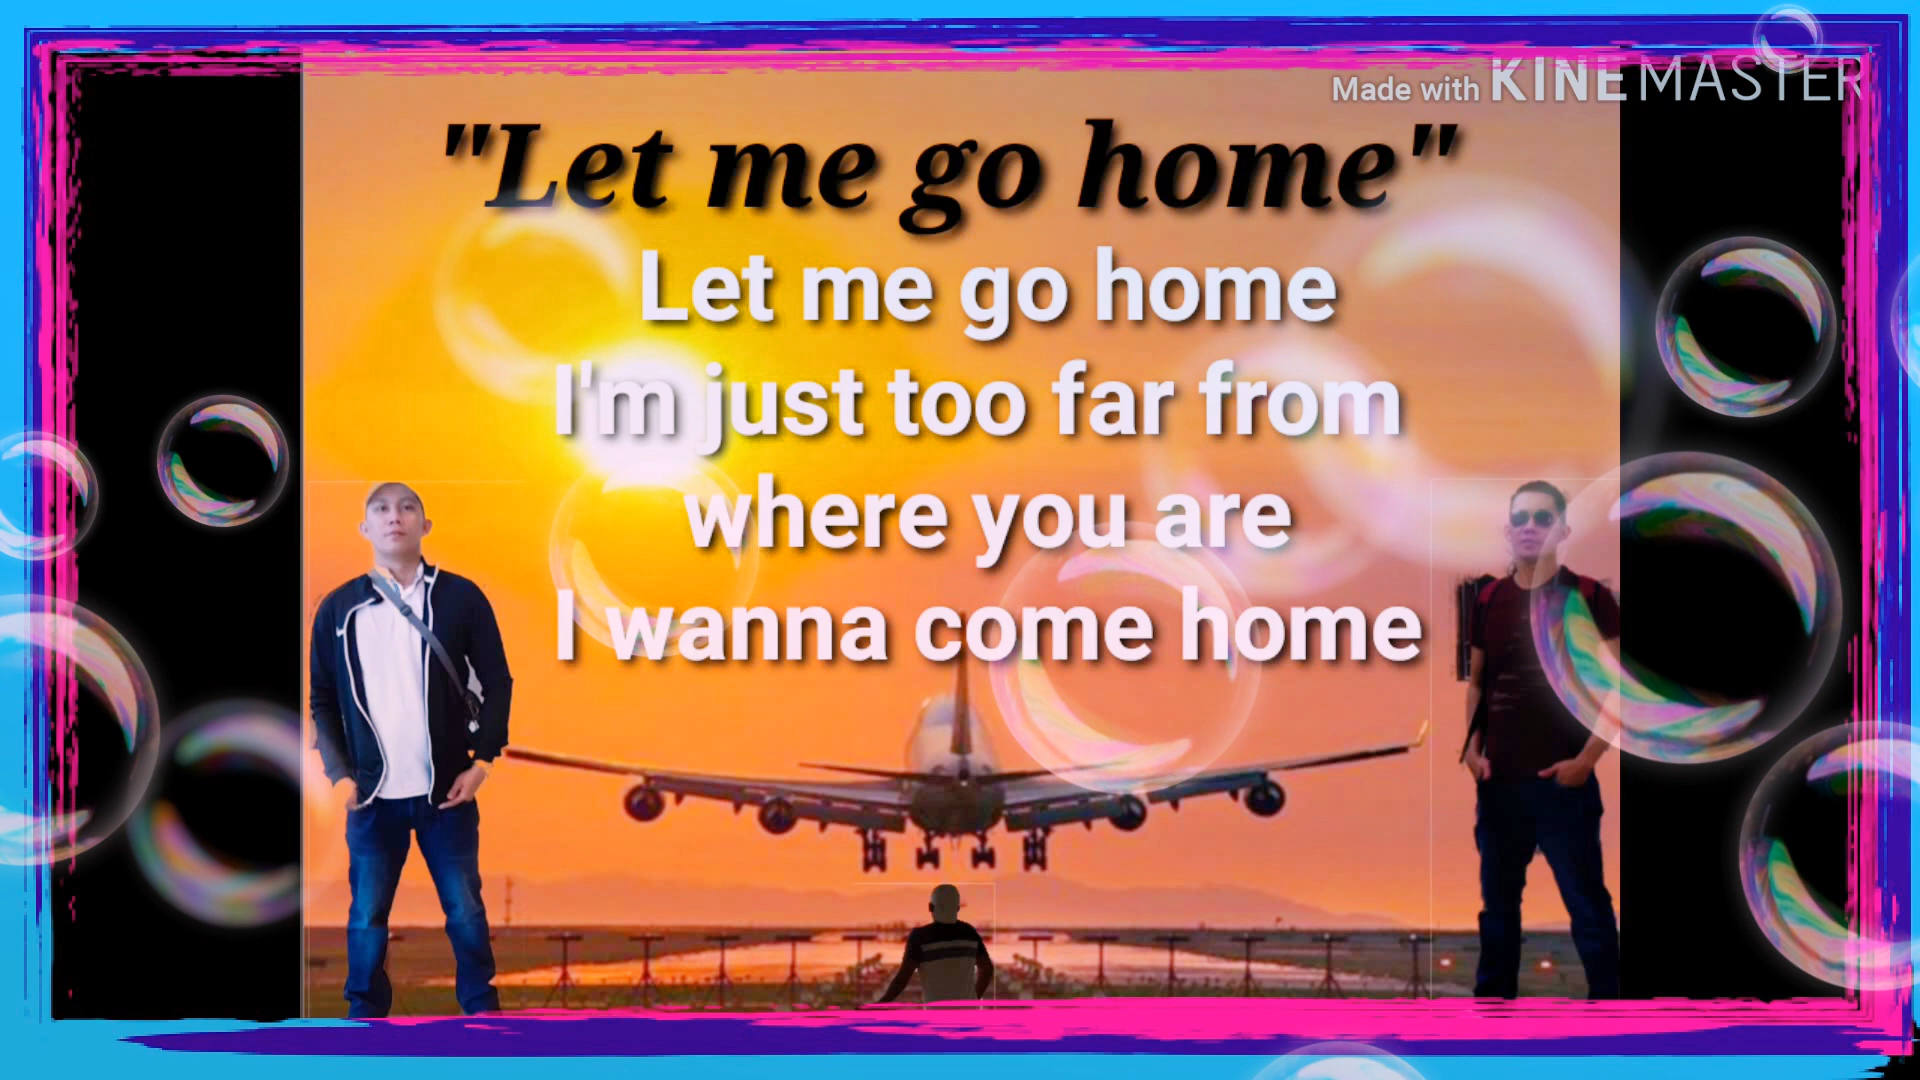 Made with KINEMASTER
"Let me go home"
Let me go home
I'm just too far from
where you are
I wanna come home